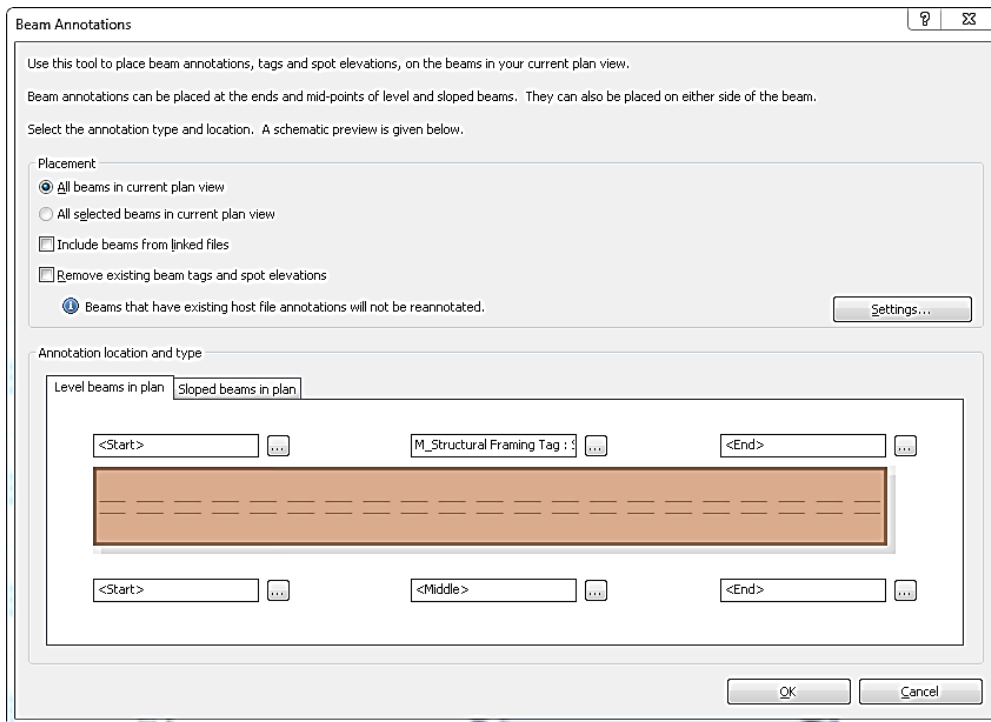 Beam Annotations
Use this tool to place beam annotations, tags and spot elevations, on the beams in your current plan view.
Beam annotations can be placed at the ends and mid-points of level and sloped beams. They can also be placed on either side of the beam.
Select the annotation type and location. A schematic preview is given below.
Placement
All beams in current plan view
All selected beams in current plan view
Include beams from linked files
Remove existing beam tags and spot elevations
Beams that have existing host file annotations will not be reannotated.
Settings...
Annotation location and type
Level beams in plan Sloped beams in plan
<Start> ... M_Structural Framing Tag : ... <End> ...
<Start> ... <Middle> ... <End> ...
OK Cancel